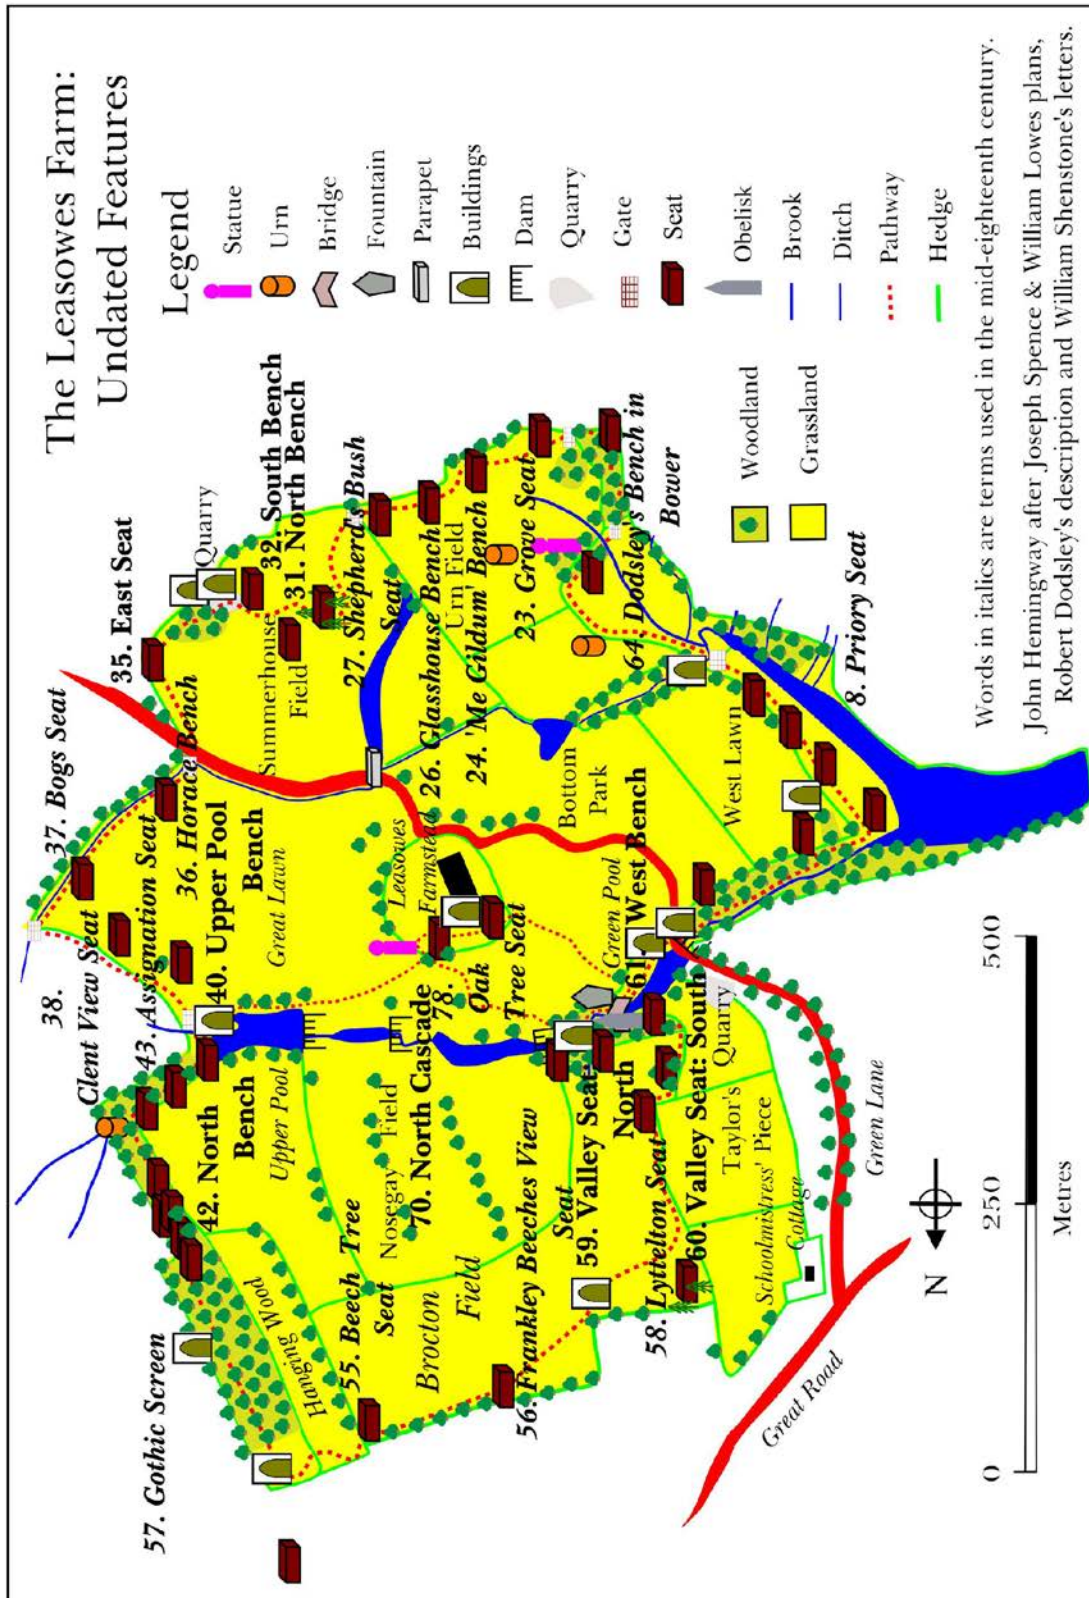 The Leasowes Farm:
Undated Features
Legend
Statue
Urn
Bridge
Fountain
Parapet
Buildings
Dam
Quarry
Gate
Seat
Obelisk
Brook
Ditch
Pathway
Hedge
Woodland
Grassland
Words in italics are terms used in the mid-eighteenth century.
John Hemingway after Joseph Spence & William Lowes plans,
Robert Dodsley's description and William Shenstone's letters.
35. East Seat
Quarry
32. South Bench
31. North Bench
Summerhouse
Field
27. Shepherd's Bush
Seat
26. Glasshouse Bench
Urn Field
24. 'Me Gildum' Bench
23. Grove Seat
64. Dodsley's Bench in
Bower
8. Priory Seat
37. Bogs Seat
36. Horace Bench
38.
Clent View Seat
43. Assignation Seat
40. Upper Pool
Bench
Great Lawn
Leasowes
Farmstead
Bottom
Park
West Lawn
78.
Oak
Tree Seat
Green Pool
61. West Bench
42. North
Bench
Upper Pool
Nosegay Field
70. North Cascade
57. Gothic Screen
Hanging Wood
55. Beech Tree
Seat
Brocton
Field
56. Frankley Beeches View
Seat
59. Valley Seat:
North
58. Lyttelton Seat
60. Valley Seat: South
Quarry
Taylor's
Piece
Schoolmistress'
Cottage
Green Lane
Great Road
N
0
250
500
Metres